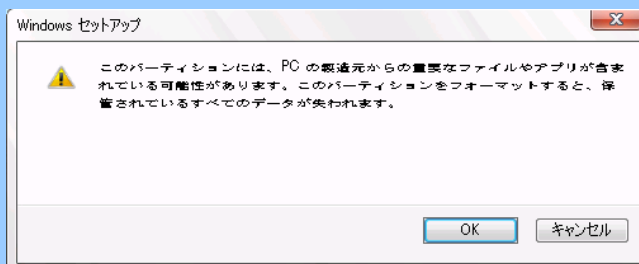 Windows セットアップ
このパーティションには、PC の製造元からの重要なファイルやアプリが含ま
れている可能性があります。このパーティションをフォーマットすると、保
管されているすべてのデータが失われます。
OK
キャンセル